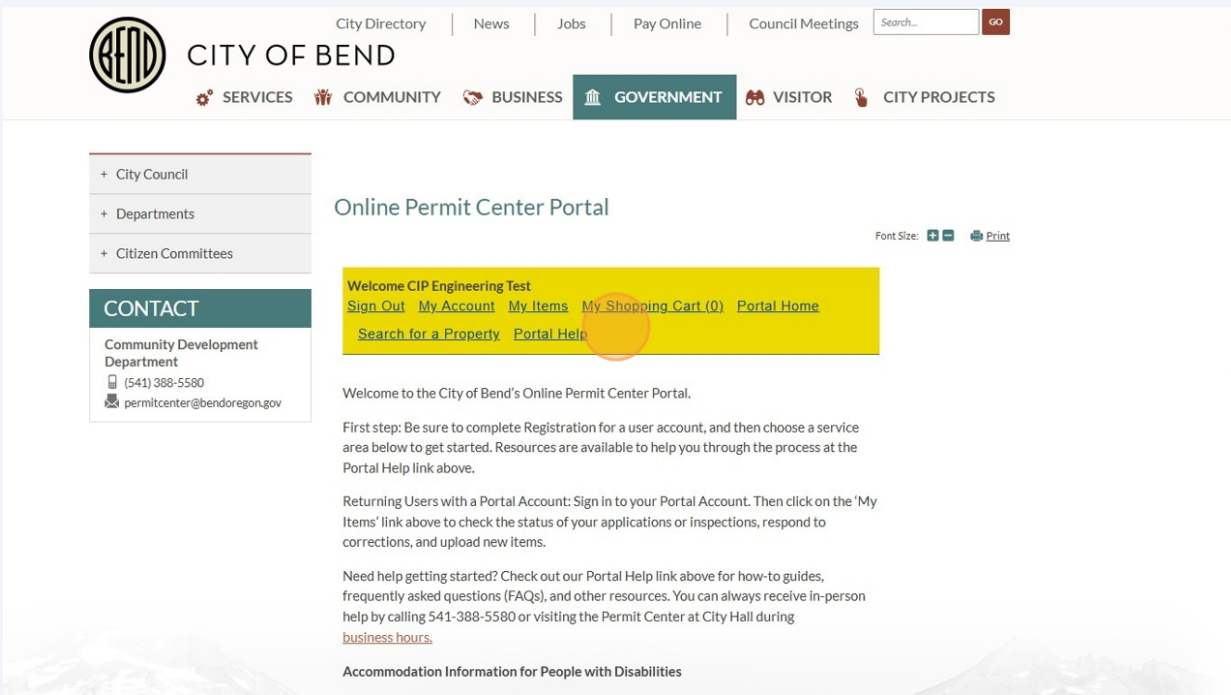 City Directory News Jobs Pay Online Council Meetings Search... GO
BEND
CITY OF BEND
SERVICES COMMUNITY BUSINESS GOVERNMENT VISITOR CITY PROJECTS
+ City Council
+ Departments
+ Citizen Committees
CONTACT
Community Development
Department
(541) 388-5580
permitcenter@bendoregon.gov
Online Permit Center Portal
Font Size: + - Print
Welcome CIP Engineering Test
Sign Out My Account My Items My Shopping Cart (0) Portal Home
Search for a Property Portal Help
Welcome to the City of Bend's Online Permit Center Portal.
First step: Be sure to complete Registration for a user account, and then choose a service
area below to get started. Resources are available to help you through the process at the
Portal Help link above.
Returning Users with a Portal Account: Sign in to your Portal Account. Then click on the 'My
Items' link above to check the status of your applications or inspections, respond to
corrections, and upload new items.
Need help getting started? Check out our Portal Help link above for how-to guides,
frequently asked questions (FAQs), and other resources. You can always receive in-person
help by calling 541-388-5580 or visiting the Permit Center at City Hall during
business hours.
Accommodation Information for People with Disabilities